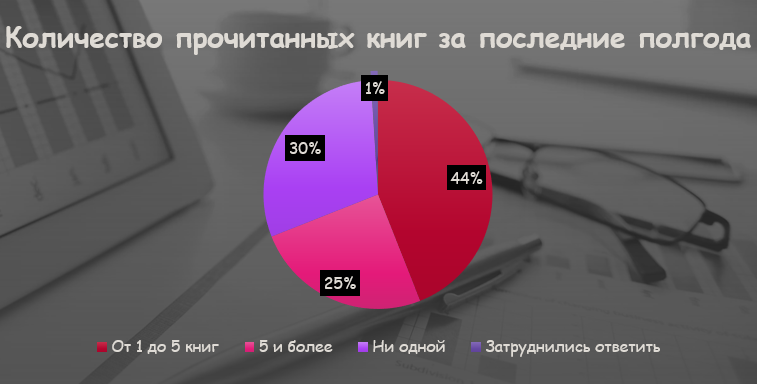 Количество прочитанных книг за последние полгода
1%
30%
44%
25%
От 1 до 5 книг 5 и более Ни одной Затруднились ответить